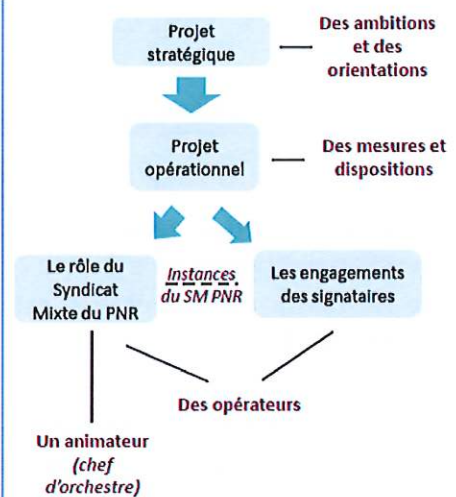 Projet
stratégique
Des ambitions
et des
orientations
Projet
opérationnel
Des mesures et
dispositions
Le rôle du
Syndicat
Mixte du PNR
Instances
du SM PNR
Les engagements
des signataires
Des opérateurs
Un animateur
(chef
d'orchestre)